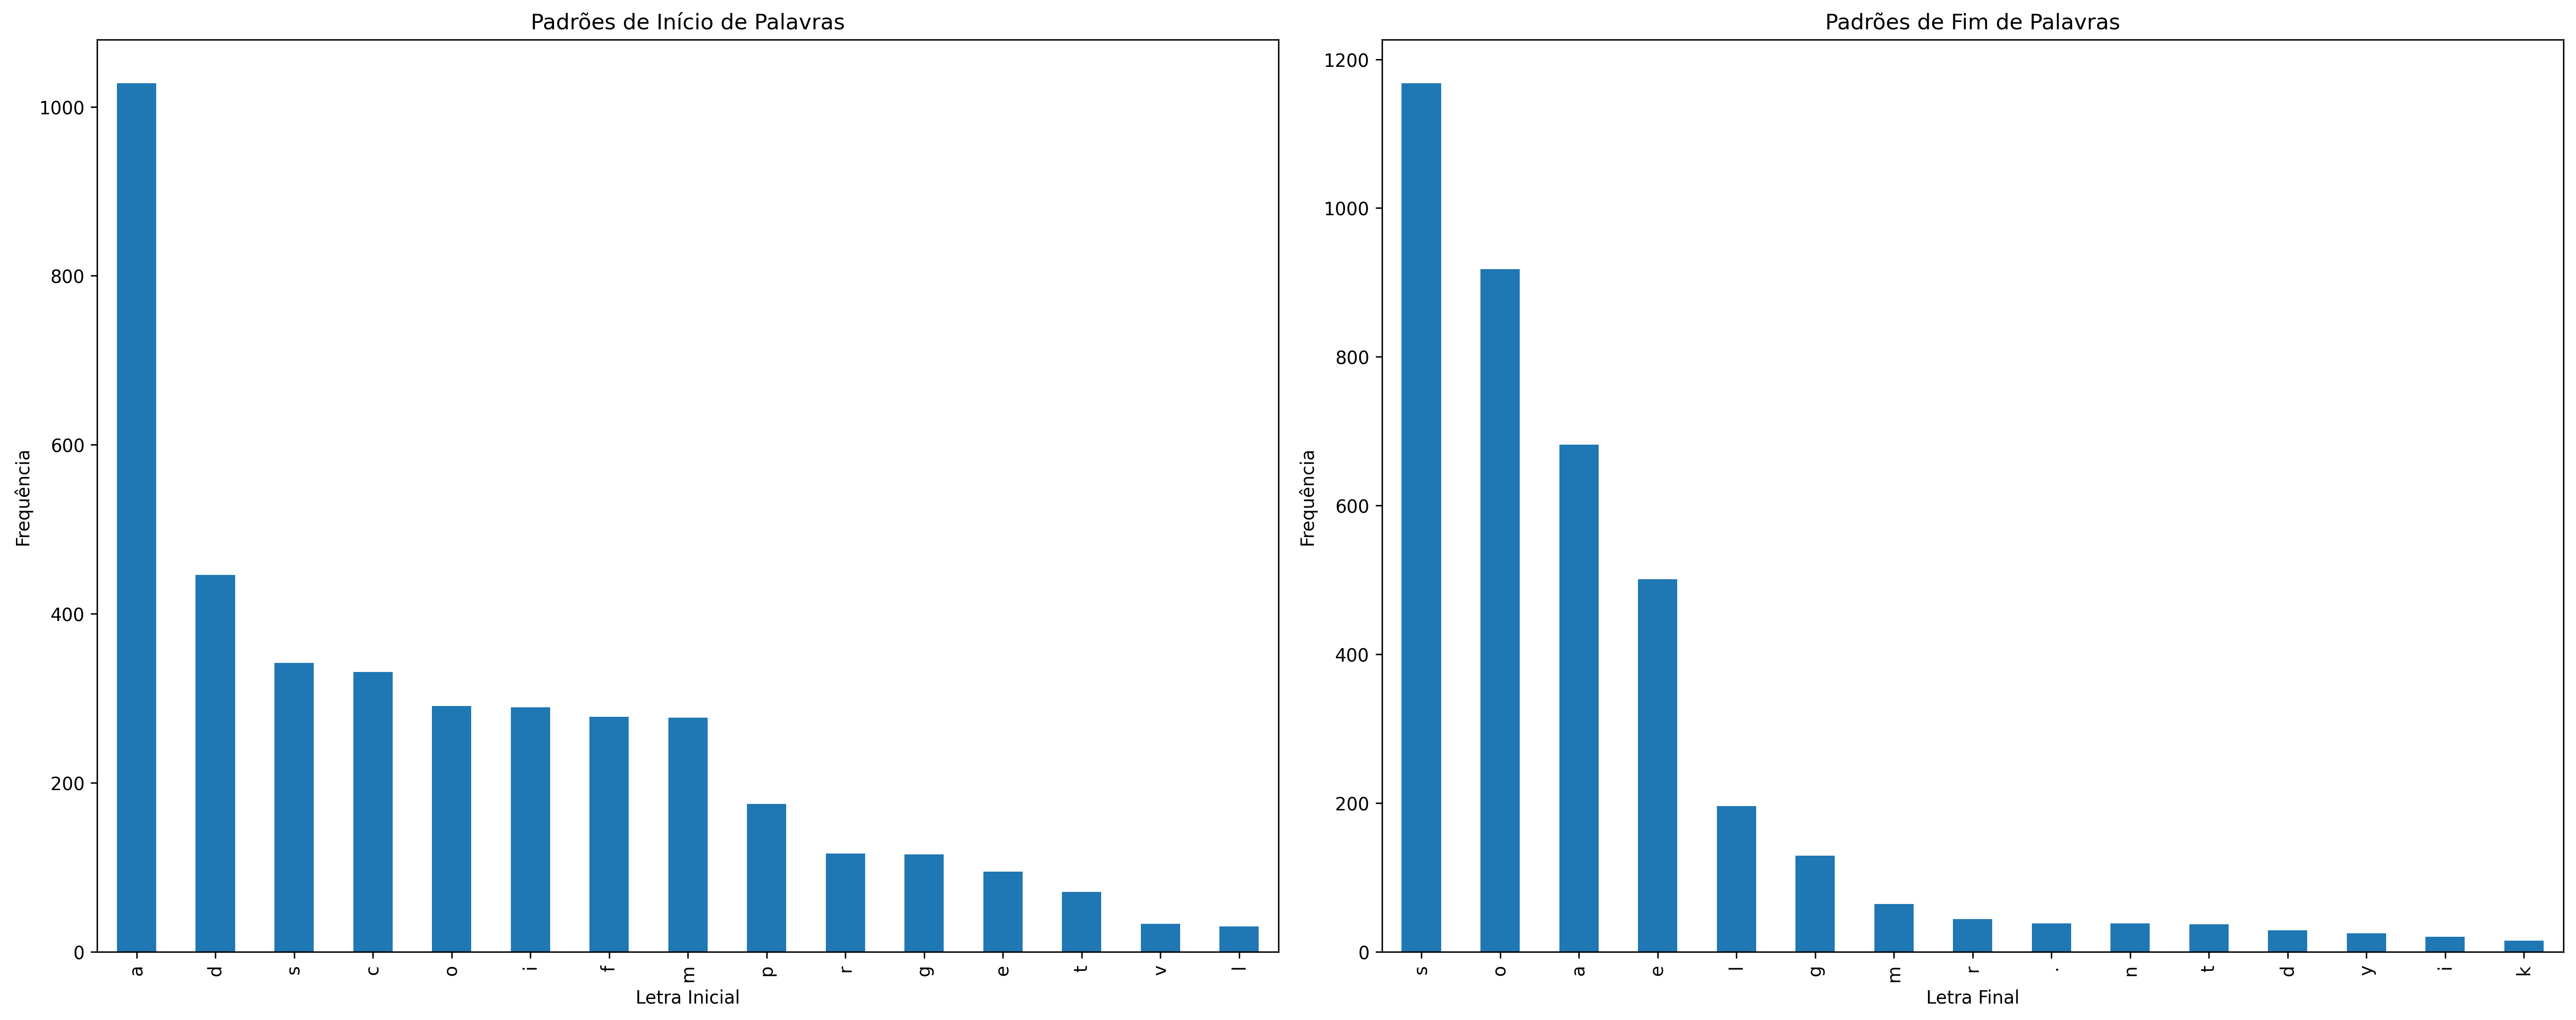 Padrões de Início de Palavras
1000
800
600
400
200
0
Frequência
a d s c o i f m p r g e t v l
Letra Inicial
Padrões de Fim de Palavras
1200
1000
800
600
400
200
0
Frequência
s o a e l g m r . n t d y i k
Letra Final